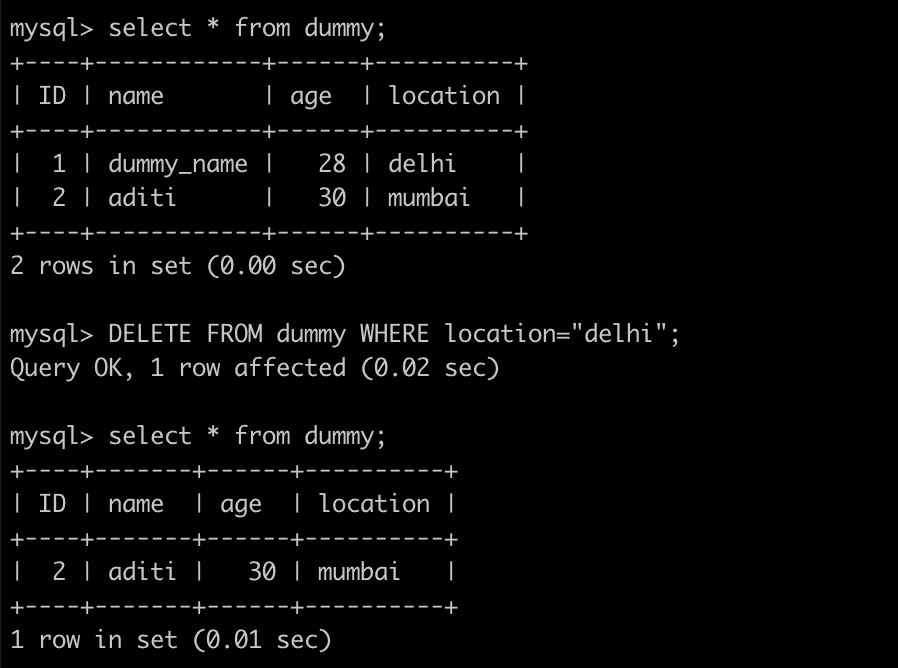 mysql> select * from dummy;
+----+------------+------+----------+
| ID | name       | age  | location |
+----+------------+------+----------+
|  1 | dummy_name |   28 | delhi    |
|  2 | aditi      |   30 | mumbai   |
+----+------------+------+----------+
2 rows in set (0.00 sec)

mysql> DELETE FROM dummy WHERE location="delhi";
Query OK, 1 row affected (0.02 sec)

mysql> select * from dummy;
+----+-------+------+----------+
| ID | name  | age  | location |
+----+-------+------+----------+
|  2 | aditi |   30 | mumbai   |
+----+-------+------+----------+
1 row in set (0.01 sec)